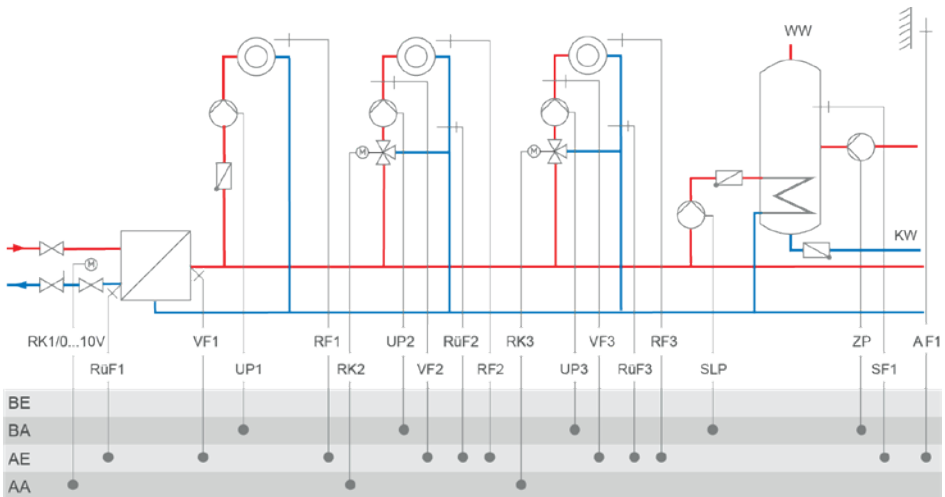 WW
M
M
KW
M
RK1/0...10V VF1 RF1 UP2 RüF2 RK3 VF3 RF3 ZP AF1
RüF1 UP1 RK2 VF2 RF2 UP3 RüF3 SLP SF1
BE
BA
AE
AA